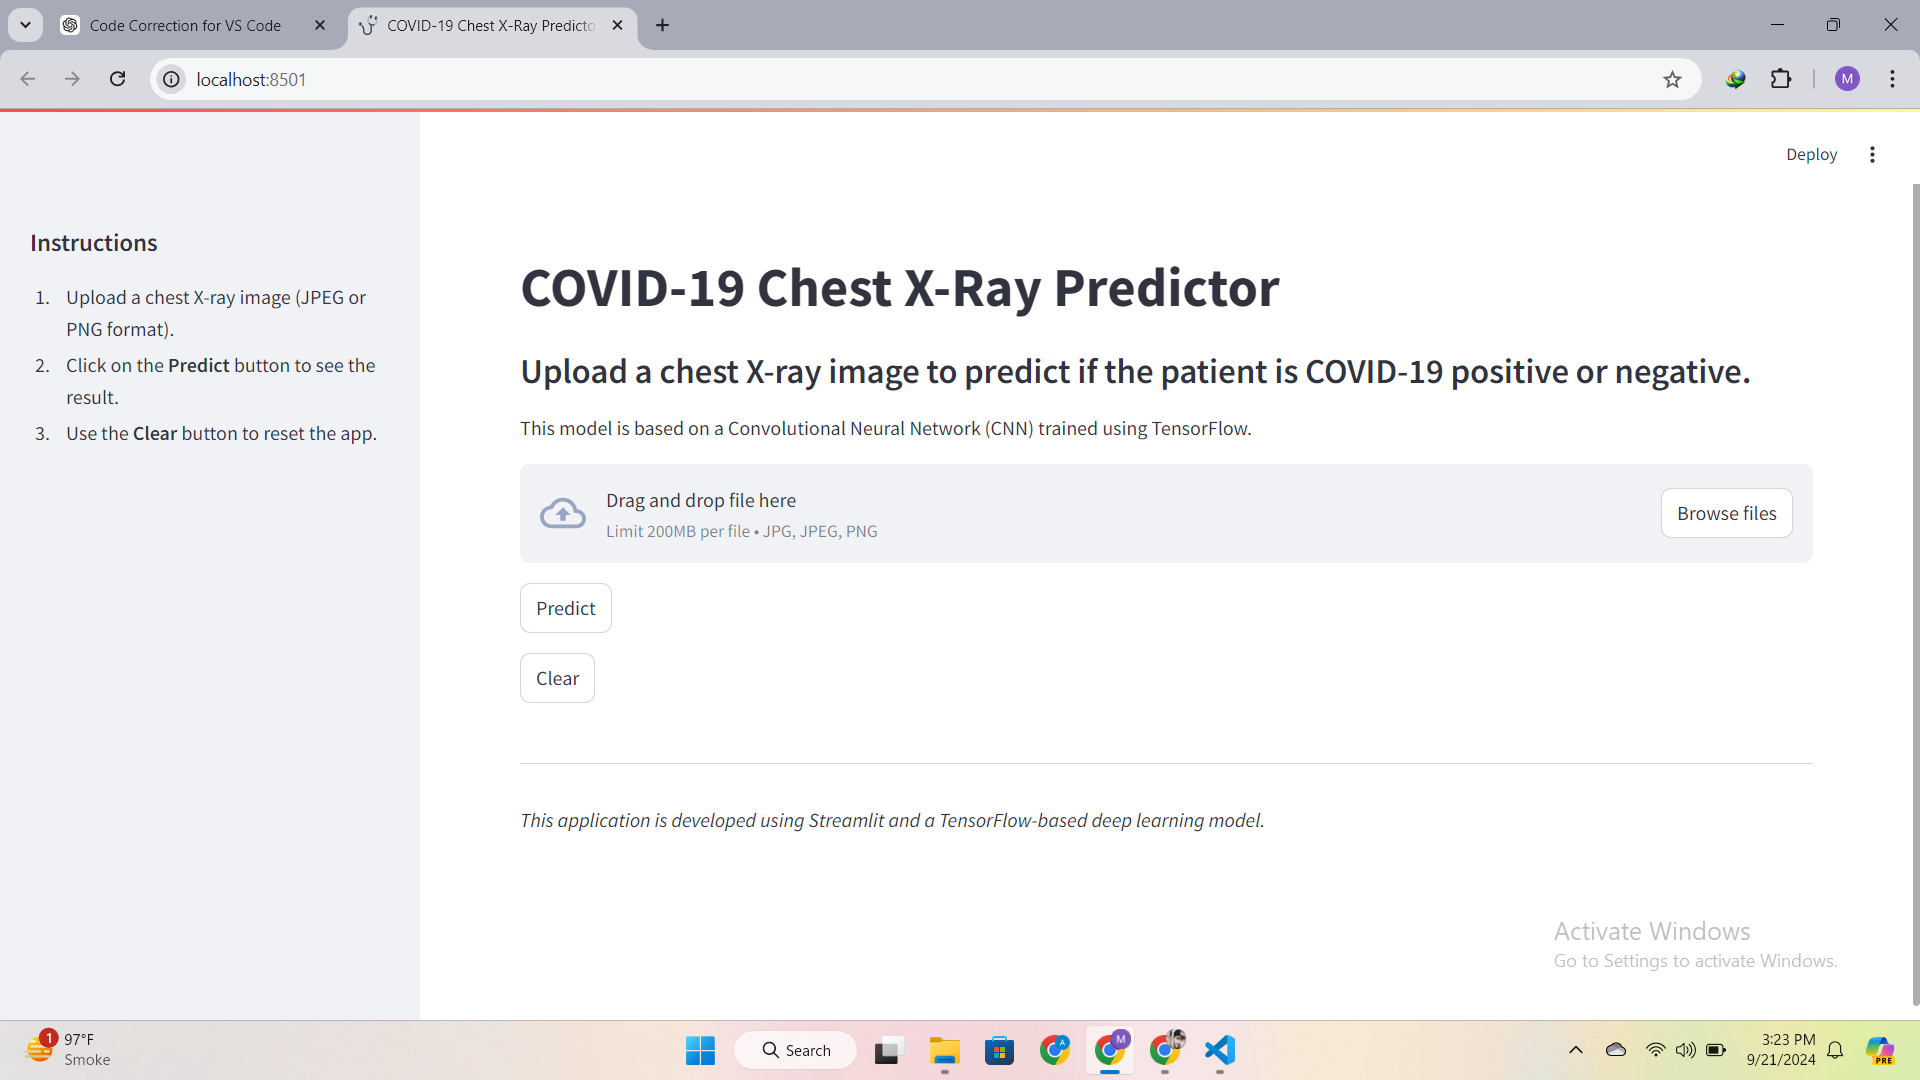 Code Correction for VS Code
COVID-19 Chest X-Ray Predicto
localhost:8501
M
Deploy
Instructions
1. Upload a chest X-ray image (JPEG or
PNG format).
2. Click on the Predict button to see the
result.
3. Use the Clear button to reset the app.
COVID-19 Chest X-Ray Predictor
Upload a chest X-ray image to predict if the patient is COVID-19 positive or negative.
This model is based on a Convolutional Neural Network (CNN) trained using TensorFlow.
Drag and drop file here
Limit 200MB per file • JPG, JPEG, PNG
Browse files
Predict
Clear
This application is developed using Streamlit and a TensorFlow-based deep learning model.
Activate Windows
Go to Settings to activate Windows.
1
97°F
Smoke
Search
A
M
3:23 PM
9/21/2024
PRE